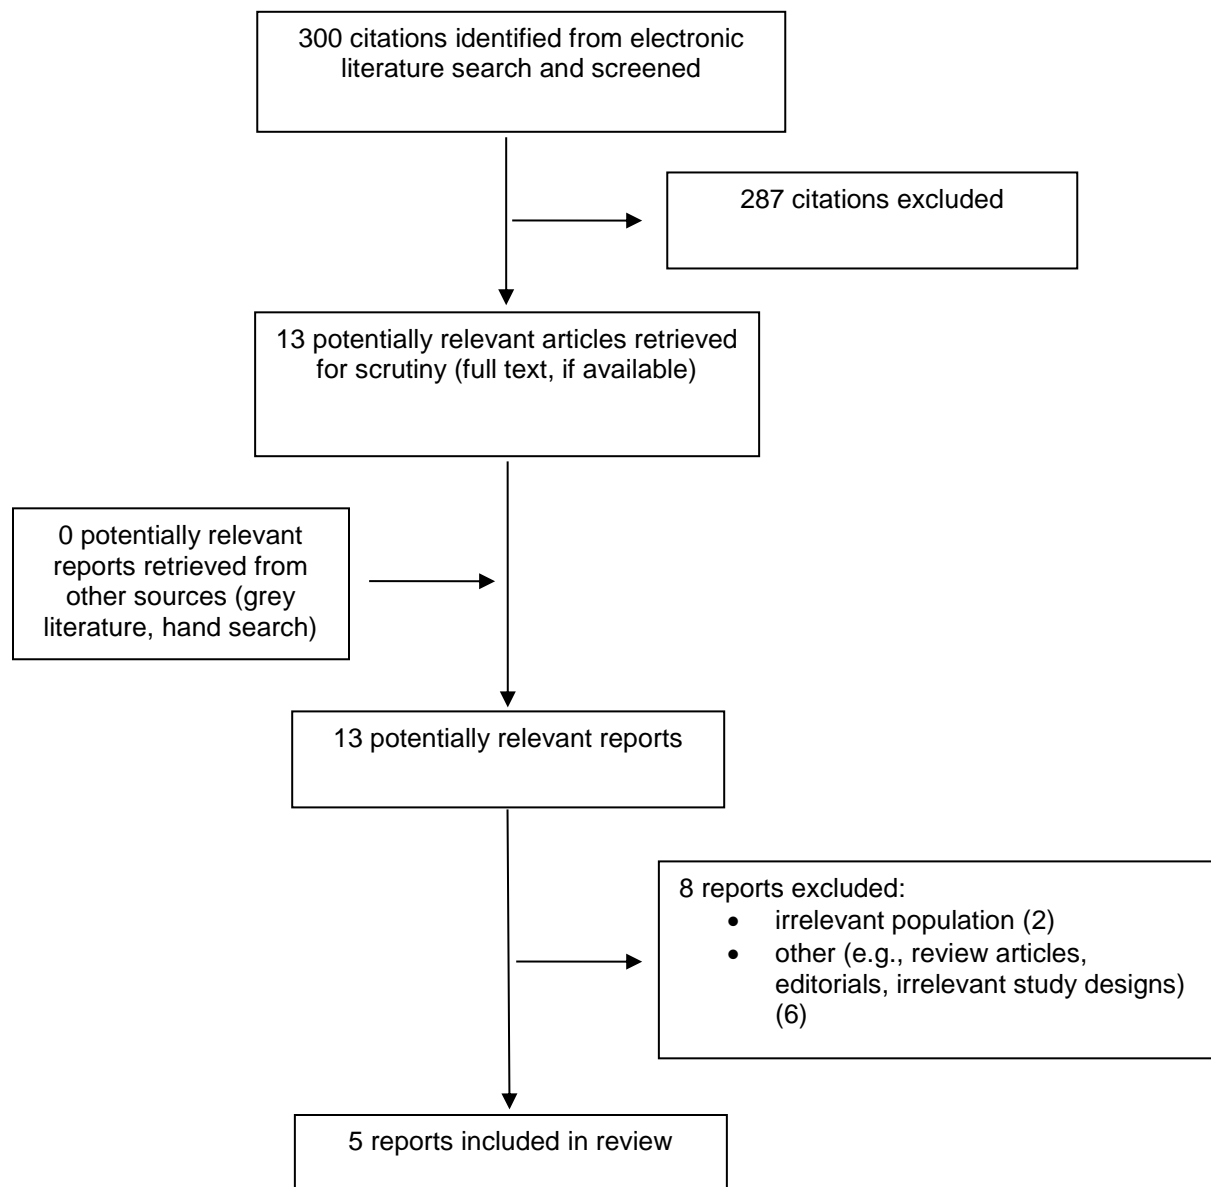 300 citations identified from electronic
literature search and screened
287 citations excluded
13 potentially relevant articles retrieved
for scrutiny (full text, if available)
0 potentially relevant
reports retrieved from
other sources (grey
literature, hand search)
13 potentially relevant reports
8 reports excluded:
• irrelevant population (2)
• other (e.g., review articles,
editorials, irrelevant study designs)
(6)
5 reports included in review